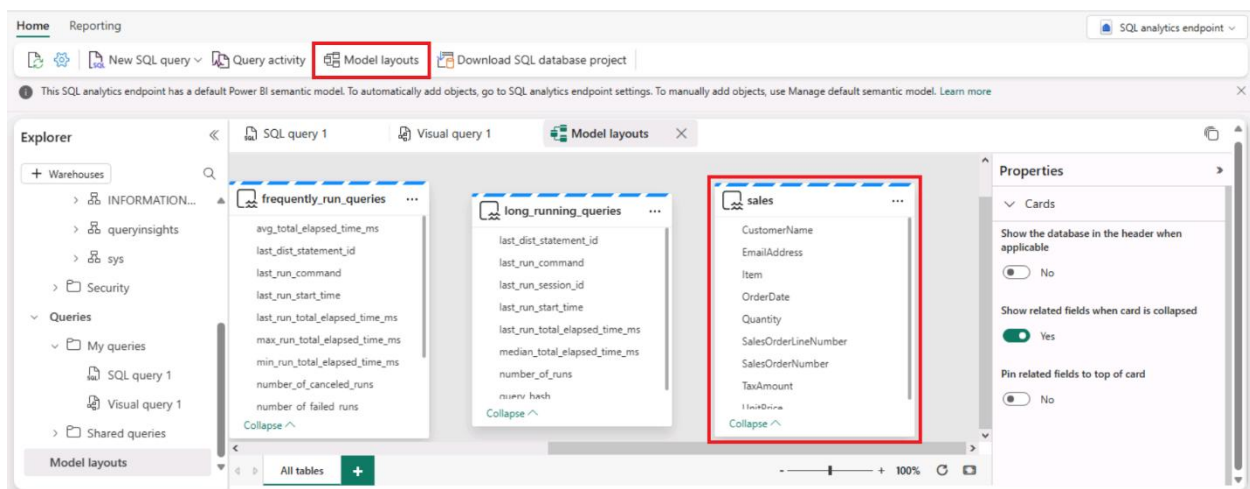 Home Reporting
SQL analytics endpoint
New SQL query Query activity Model layouts Download SQL database project
This SQL analytics endpoint has a default Power BI semantic model. To automatically add objects, go to SQL analytics endpoint settings. To manually add objects, use Manage default semantic model. Learn more
Explorer
+ Warehouses
INFORMATION...
queryinsights
sys
Security
Queries
My queries
SQL query 1
Visual query 1
Shared queries
Model layouts
SQL query 1 Visual query 1 Model layouts
frequently_run_queries ...
avg_total_elapsed_time_ms
last_dist_statement_id
last_run_command
last_run_start_time
last_run_total_elapsed_time_ms
max_run_total_elapsed_time_ms
min_run_total_elapsed_time_ms
number_of_canceled_runs
number_of_failed_runs
Collapse
long_running_queries ...
last_dist_statement_id
last_run_command
last_run_session_id
last_run_start_time
last_run_total_elapsed_time_ms
median_total_elapsed_time_ms
number_of_runs
query_hash
Collapse
sales ...
CustomerName
EmailAddress
Item
OrderDate
Quantity
SalesOrderLineNumber
SalesOrderNumber
TaxAmount
UnitPrice
Collapse
All tables +
- + 100%
Properties
Cards
Show the database in the header when
applicable
No
Show related fields when card is collapsed
Yes
Pin related fields to top of card
No